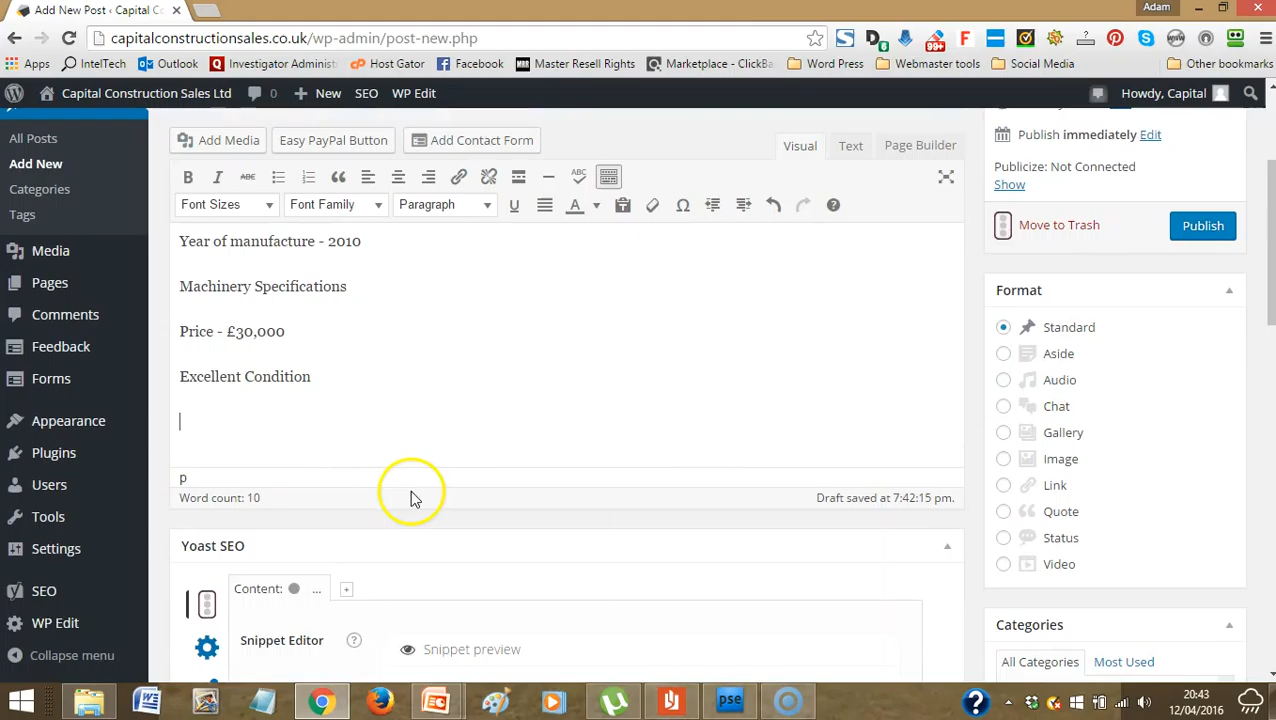 Add New Post ‹ Capital C
Adam
capitalconstructionsales.co.uk/wp-admin/post-new.php
Apps
IntelTech
Outlook
Investigator Administ
Host Gator
Facebook
Master Resell Rights
Marketplace - ClickBa
Word Press
Webmaster tools
Social Media
Other bookmarks
Capital Construction Sales Ltd
0
New
SEO
WP Edit
Howdy, Capital
All Posts
Add New
Categories
Tags
Media
Pages
Comments
Feedback
Forms
Appearance
Plugins
Users
Tools
Settings
SEO
WP Edit
Collapse menu
Add Media
Easy PayPal Button
Add Contact Form
Visual
Text
Page Builder
Font Sizes
Font Family
Paragraph
Year of manufacture - 2010
Machinery Specifications
Price - £30,000
Excellent Condition
p
Word count: 10
Draft saved at 7:42:15 pm.
Yoast SEO
Content:
...
+
Snippet Editor
?
Snippet preview
Publish immediately Edit
Publicize: Not Connected
Show
Move to Trash
Publish
Format
Standard
Aside
Audio
Chat
Gallery
Image
Link
Quote
Status
Video
Categories
All Categories
Most Used
pse
20:43
12/04/2016